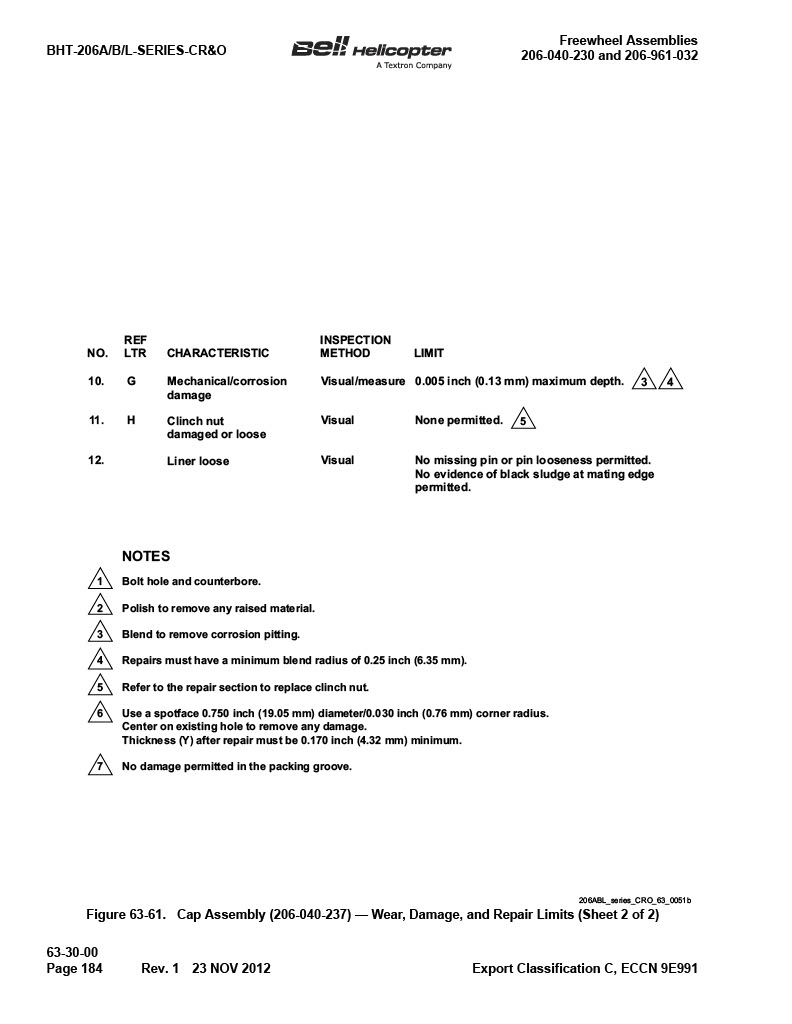 BHT-206A/B/L-SERIES-CR&O
Bell Helicopter
A Textron Company
Freewheel Assemblies
206-040-230 and 206-961-032
NO. REF LTR CHARACTERISTIC INSPECTION METHOD LIMIT
10. G Mechanical/corrosion Visual/measure 0.005 inch (0.13 mm) maximum depth. 3 4
damage
11. H Clinch nut Visual None permitted. 5
damaged or loose
12. Liner loose Visual No missing pin or pin looseness permitted.
No evidence of black sludge at mating edge
permitted.
NOTES
1 Bolt hole and counterbore.
2 Polish to remove any raised material.
3 Blend to remove corrosion pitting.
4 Repairs must have a minimum blend radius of 0.25 inch (6.35 mm).
5 Refer to the repair section to replace clinch nut.
6 Use a spotface 0.750 inch (19.05 mm) diameter/0.030 inch (0.76 mm) corner radius.
Center on existing hole to remove any damage.
Thickness (Y) after repair must be 0.170 inch (4.32 mm) minimum.
7 No damage permitted in the packing groove.
206ABL_series_CRO_63_0051b
Figure 63-61. Cap Assembly (206-040-237) — Wear, Damage, and Repair Limits (Sheet 2 of 2)
63-30-00
Page 184 Rev. 1 23 NOV 2012 Export Classification C, ECCN 9E991